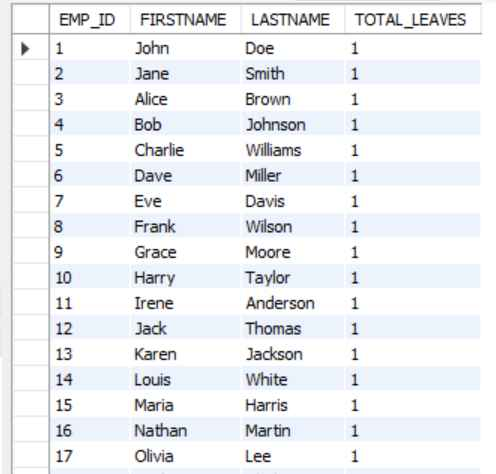 EMP_ID FIRSTNAME LASTNAME TOTAL_LEAVES
1 John Doe 1
2 Jane Smith 1
3 Alice Brown 1
4 Bob Johnson 1
5 Charlie Williams 1
6 Dave Miller 1
7 Eve Davis 1
8 Frank Wilson 1
9 Grace Moore 1
10 Harry Taylor 1
11 Irene Anderson 1
12 Jack Thomas 1
13 Karen Jackson 1
14 Louis White 1
15 Maria Harris 1
16 Nathan Martin 1
17 Olivia Lee 1